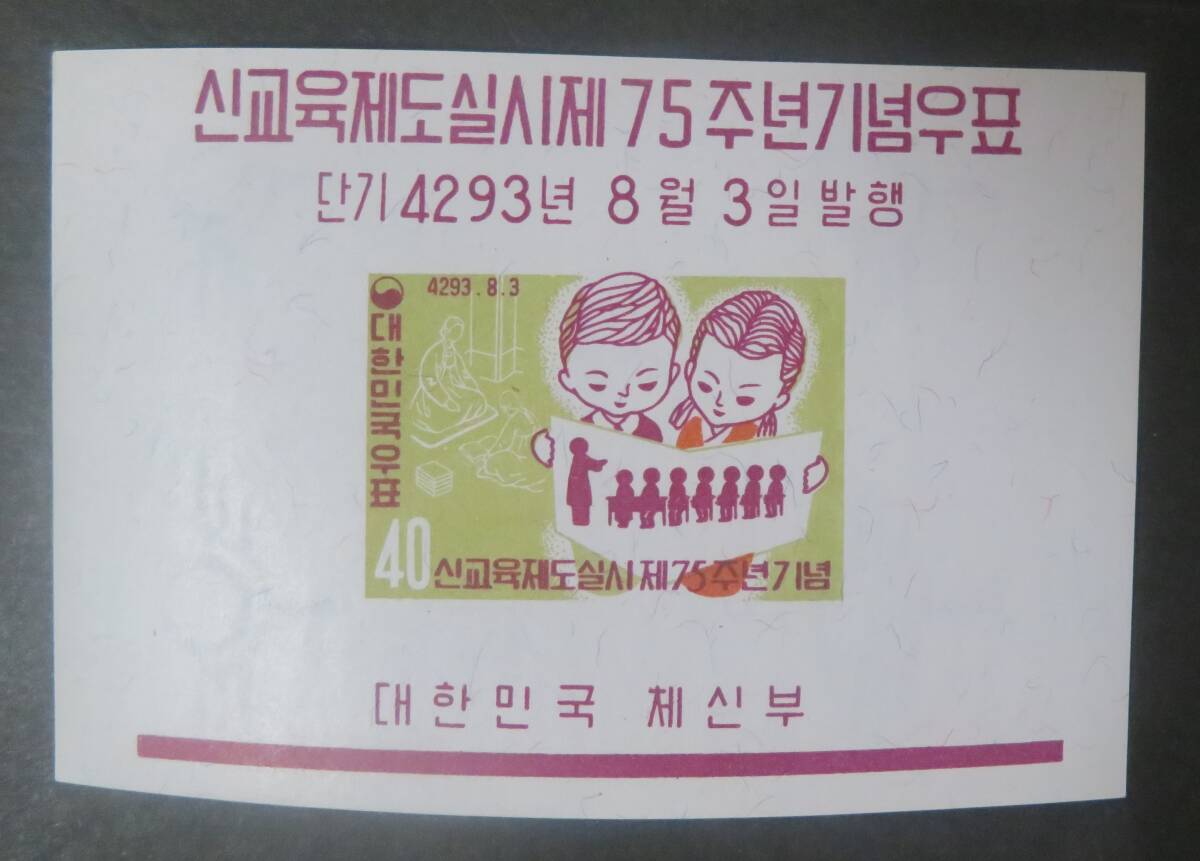 신교육제도실시제75주년기념우표
단기4293년 8월 3일발행
4293.8.3
대한민국우표
40 신교육제도실시제75주년기념
대한민국 체신부